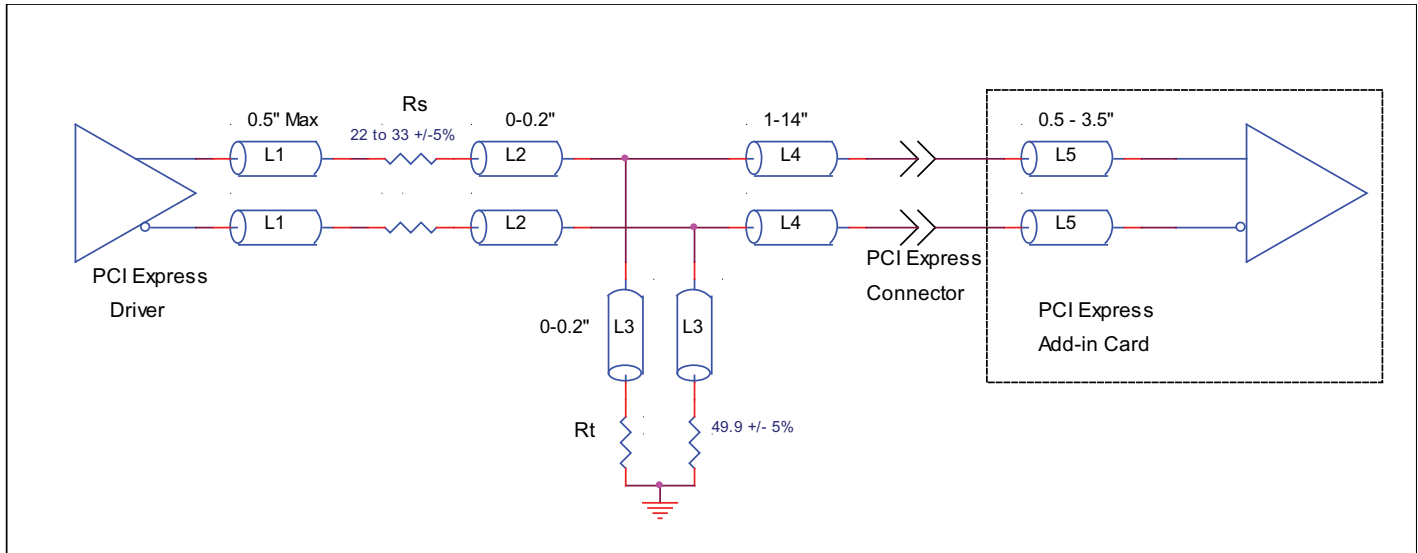 Rs
0.5" Max
22 to 33 +/-5%
0-0.2"
1-14"
0.5 - 3.5"
L1
L2
L4
L5
L1
L2
L4
L5
PCI Express
Driver
PCI Express
Connector
PCI Express
Add-in Card
0-0.2"
L3
L3
Rt
49.9 +/- 5%